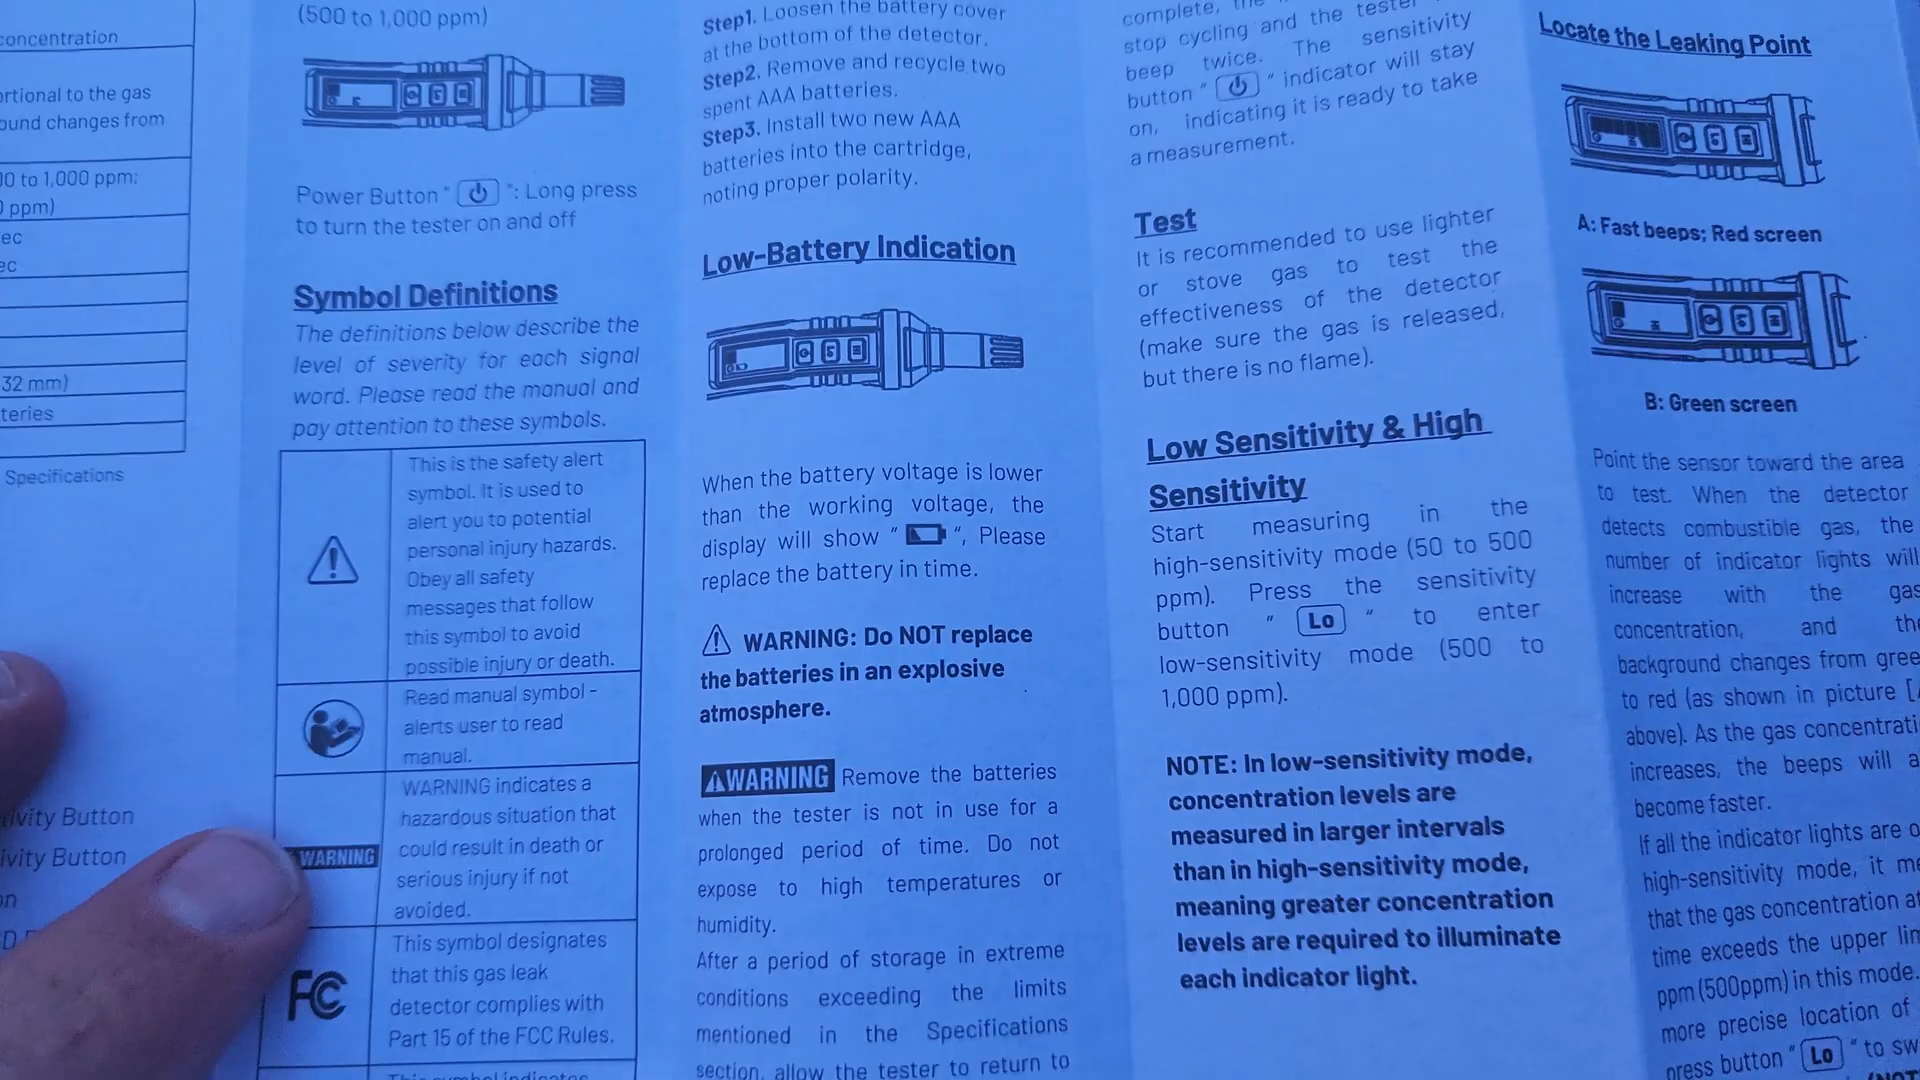 concentration
rtional to the gas
ound changes from
00 to 1,000 ppm:
ppm)
ec
ec
32 mm)
teries
Specifications
tivity Button
ivity Button
(500 to 1,000 ppm)
Power Button " ": Long press
to turn the tester on and off
Symbol Definitions
The definitions below describe the
level of severity for each signal
word. Please read the manual and
pay attention to these symbols.
This is the safety alert
symbol. It is used to
alert you to potential
personal injury hazards.
Obey all safety
messages that follow
this symbol to avoid
possible injury or death.
Read manual symbol -
alerts user to read
manual.
WARNING
WARNING indicates a
hazardous situation that
could result in death or
serious injury if not
avoided.
FC
This symbol designates
that this gas leak
detector complies with
Part 15 of the FCC Rules.
This symbol indicates
Step1. Loosen the battery cover
at the bottom of the detector.
Step2. Remove and recycle two
spent AAA batteries.
Step3. Install two new AAA
batteries into the cartridge,
noting proper polarity.
Low-Battery Indication
When the battery voltage is lower
than the working voltage, the
display will show " ", Please
replace the battery in time.
WARNING: Do NOT replace
the batteries in an explosive
atmosphere.
WARNING Remove the batteries
when the tester is not in use for a
prolonged period of time. Do not
expose to high temperatures or
humidity.
After a period of storage in extreme
conditions exceeding the limits
mentioned in the Specifications
section, allow the tester to return to
complete, the
stop cycling and the tester
beep twice. The sensitivity
button " " indicator will stay
on, indicating it is ready to take
a measurement.
Test
It is recommended to use lighter
or stove gas to test the
effectiveness of the detector
(make sure the gas is released,
but there is no flame).
Low Sensitivity & High
Sensitivity
Start measuring in the
high-sensitivity mode (50 to 500
ppm). Press the sensitivity
button " Lo " to enter
low-sensitivity mode (500 to
1,000 ppm).
NOTE: In low-sensitivity mode,
concentration levels are
measured in larger intervals
than in high-sensitivity mode,
meaning greater concentration
levels are required to illuminate
each indicator light.
Locate the Leaking Point
A: Fast beeps; Red screen
B: Green screen
Point the sensor toward the area
to test. When the detector
detects combustible gas, the
number of indicator lights will
increase with the gas
concentration, and the
background changes from gree
to red (as shown in picture [
above). As the gas concentrati
increases, the beeps will a
become faster.
If all the indicator lights are o
high-sensitivity mode, it me
that the gas concentration at
time exceeds the upper lim
ppm (500ppm) in this mode.
more precise location of
press button " Lo " to sw